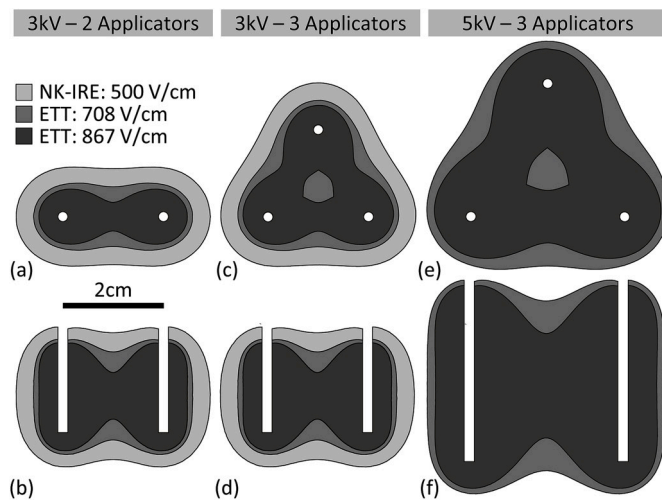 3kV – 2 Applicators
3kV – 3 Applicators
5kV – 3 Applicators
NK-IRE: 500 V/cm
ETT: 708 V/cm
ETT: 867 V/cm
(a)
(c)
(e)
2cm
(b)
(d)
(f)